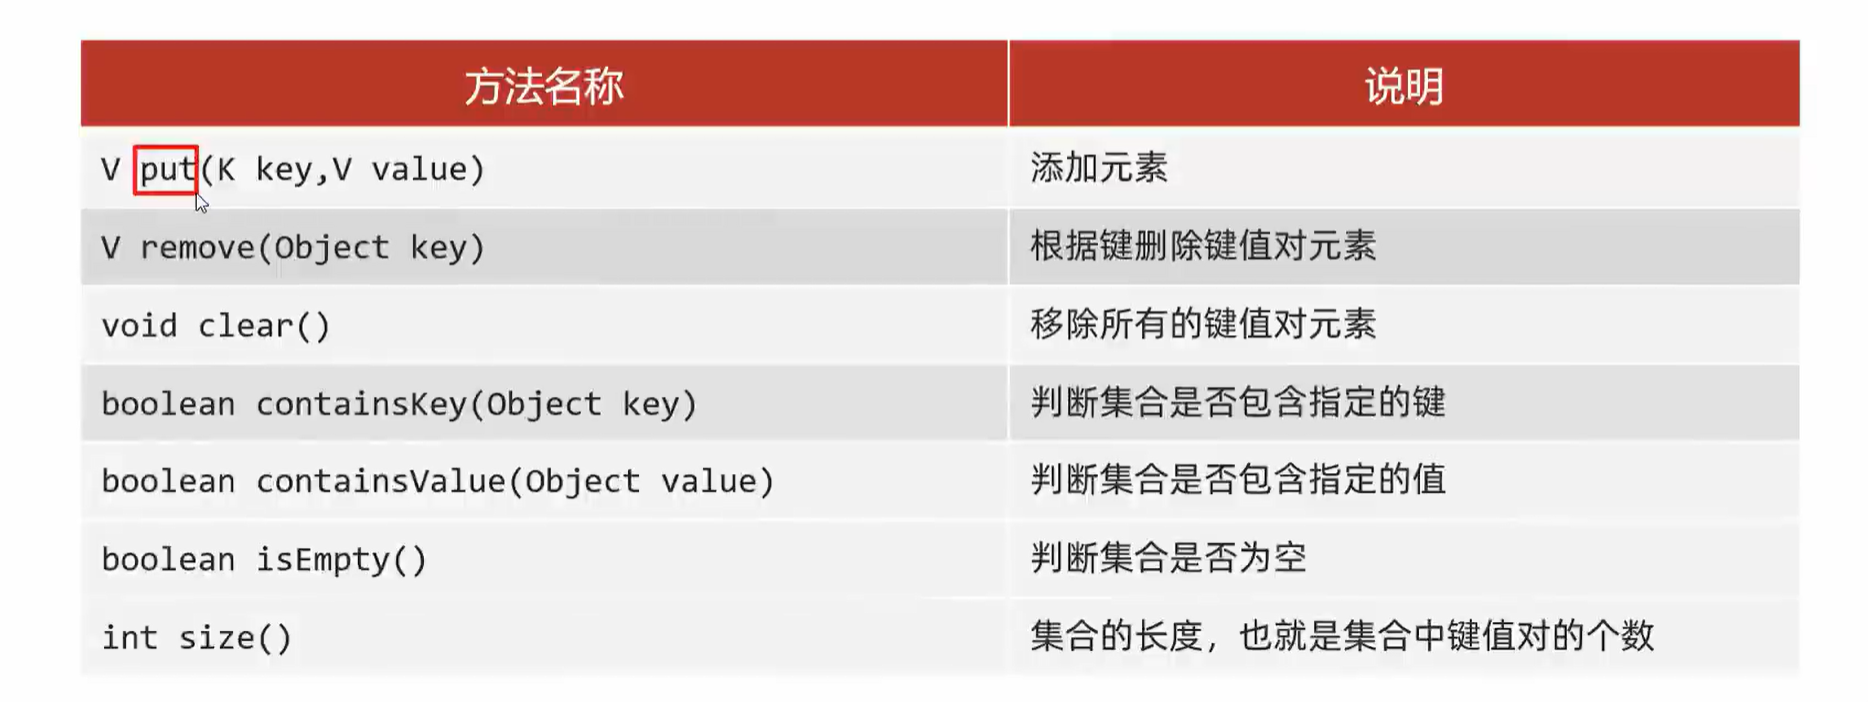 方法名称 说明
V put(K key,V value) 添加元素
V remove(Object key) 根据键删除键值对元素
void clear() 移除所有的键值对元素
boolean containsKey(Object key) 判断集合是否包含指定的键
boolean containsValue(Object value) 判断集合是否包含指定的值
boolean isEmpty() 判断集合是否为空
int size() 集合的长度，也就是集合中键值对的个数